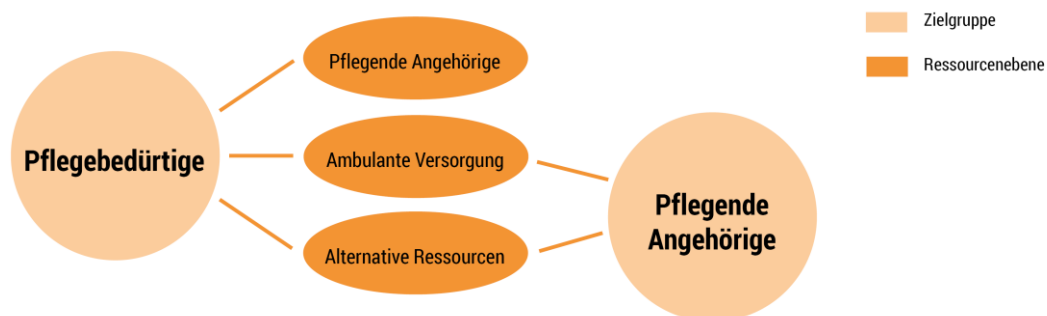 Zielgruppe
Ressourcenebene
Pflegende Angehörige
Pflegebedürtige
Ambulante Versorgung
Alternative Ressourcen
Pflegende
Angehörige